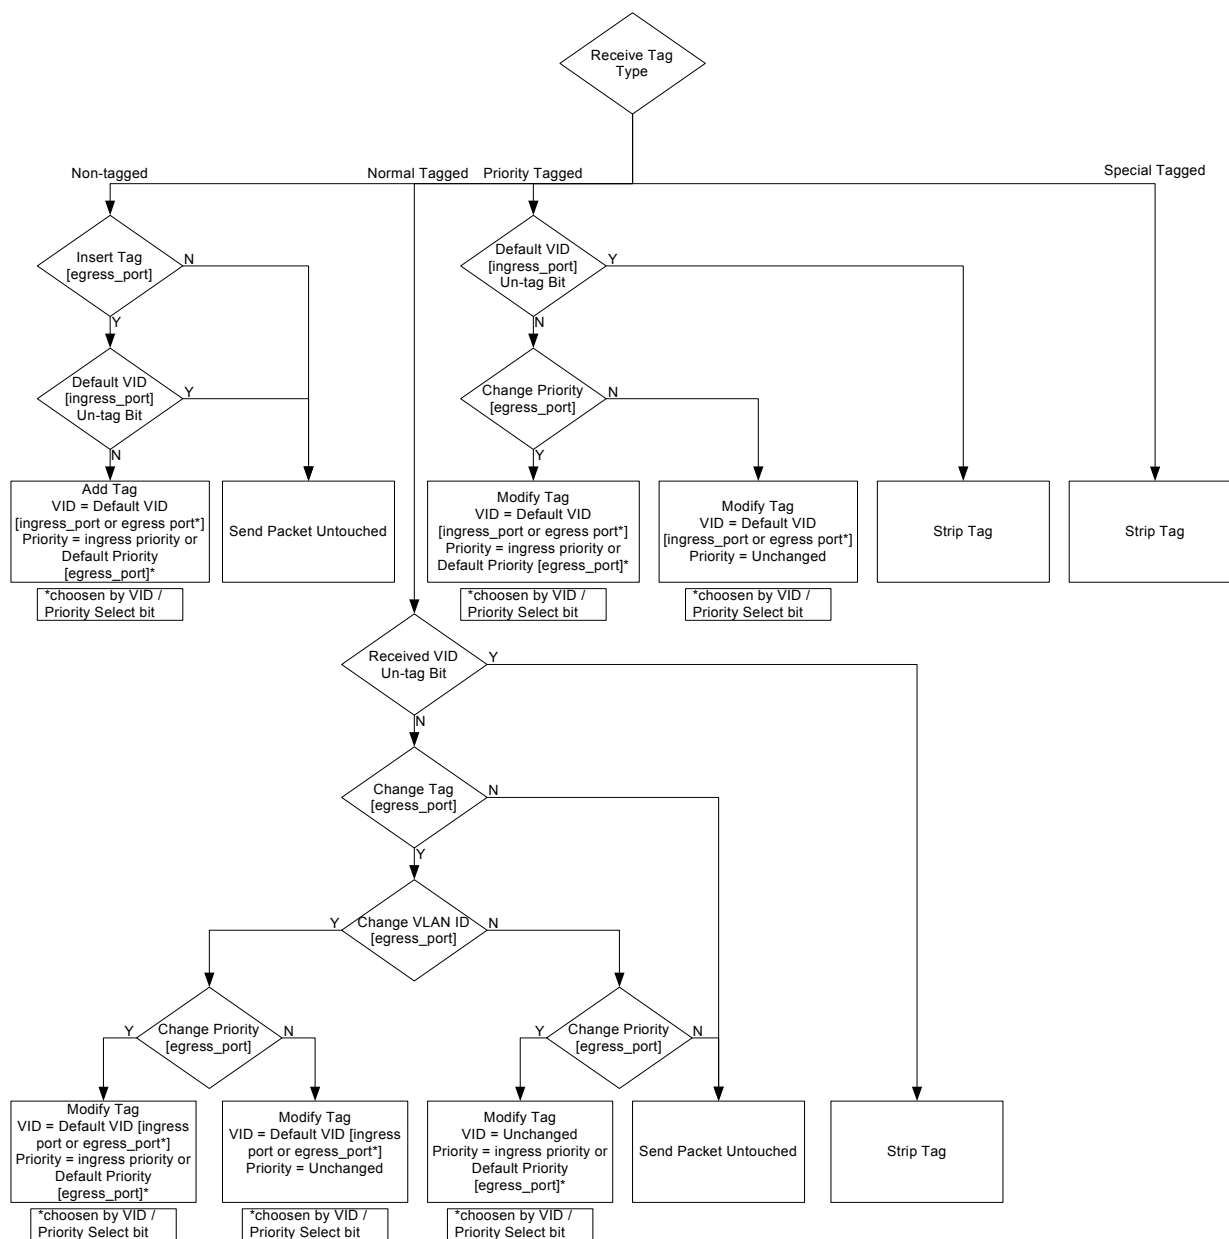 Receive Tag
Type
Non-tagged
Normal Tagged
Priority Tagged
Special Tagged
Insert Tag
[egress_port]
N
Y
Default VID
[ingress_port]
Un-tag Bit
Y
N
Default VID
[ingress_port]
Un-tag Bit
Y
N
Change Priority
[egress_port]
N
Y
Add Tag
VID = Default VID
[ingress_port or egress port*]
Priority = ingress priority or
Default Priority
[egress_port]*
*choosen by VID /
Priority Select bit
Send Packet Untouched
Modify Tag
VID = Default VID
[ingress_port or egress port*]
Priority = ingress priority or
Default Priority [egress_port]*
*choosen by VID /
Priority Select bit
Modify Tag
VID = Default VID
[ingress_port or egress port*]
Priority = Unchanged
*choosen by VID /
Priority Select bit
Strip Tag
Strip Tag
Received VID
Un-tag Bit
Y
N
Change Tag
[egress_port]
N
Y
Change VLAN ID
[egress_port]
Y
N
Change Priority
[egress_port]
Y
N
Change Priority
[egress_port]
Y
N
Modify Tag
VID = Default VID [ingress
port or egress_port*]
Priority = ingress priority or
Default Priority
[egress_port]*
*choosen by VID /
Priority Select bit
Modify Tag
VID = Default VID [ingress
port or egress_port*]
Priority = Unchanged
*choosen by VID /
Priority Select bit
Modify Tag
VID = Unchanged
Priority = ingress priority or
Default Priority
[egress_port]*
*choosen by VID /
Priority Select bit
Send Packet Untouched
Strip Tag